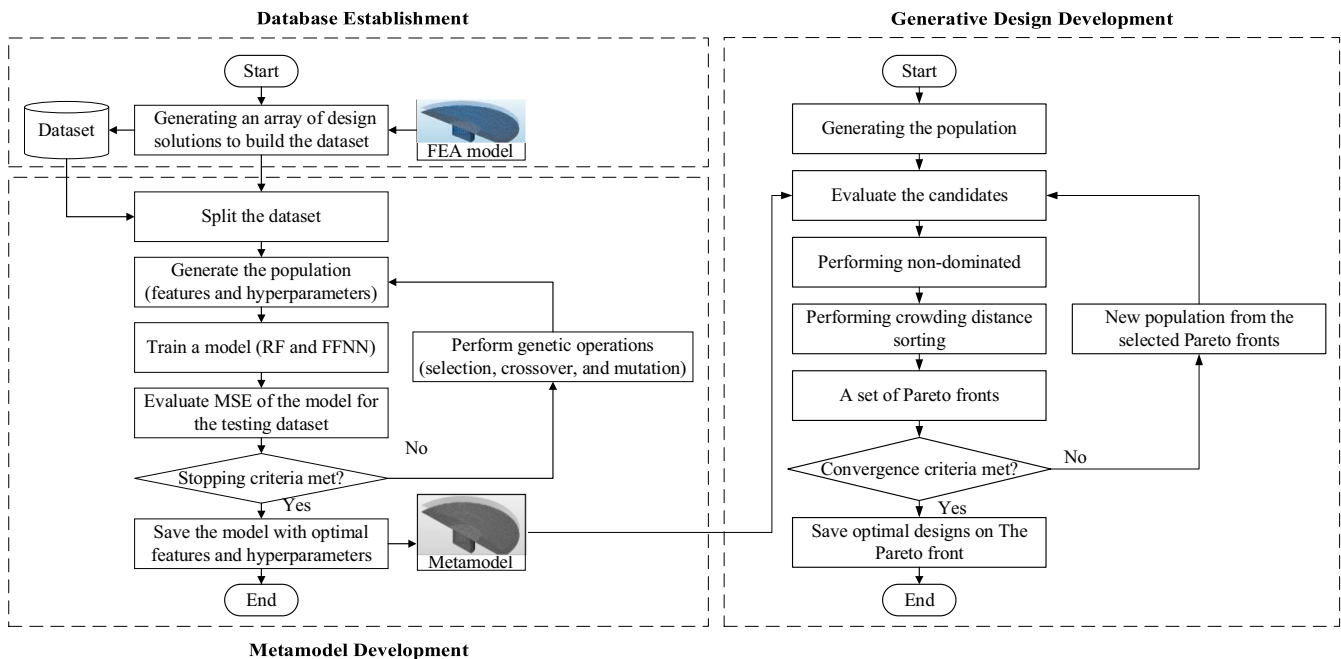 Database Establishment
Start
Dataset
Generating an array of design
solutions to build the dataset
FEA model
Split the dataset
Generate the population
(features and hyperparameters)
Train a model (RF and FFNN)
Perform genetic operations
(selection, crossover, and mutation)
Evaluate MSE of the model for
the testing dataset
No
Stopping criteria met?
Yes
Save the model with optimal
features and hyperparameters
Metamodel
End
Metamodel Development
Generative Design Development
Start
Generating the population
Evaluate the candidates
Performing non-dominated
Performing crowding distance
sorting
New population from the
selected Pareto fronts
A set of Pareto fronts
Convergence criteria met?
No
Yes
Save optimal designs on The
Pareto front
End